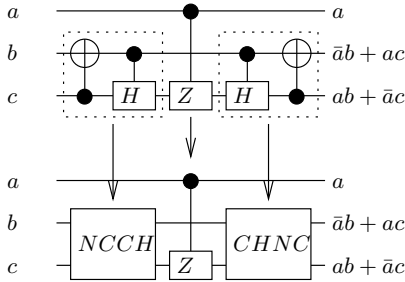 a a
b āb + ac
c H Z H ab + āc
a a
b NCCH CHNC āb + ac
c Z ab + āc